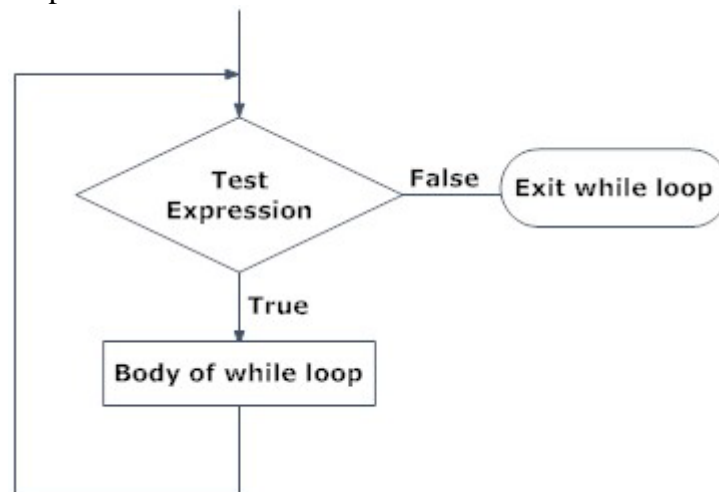 Test
Expression
False
Exit while loop
True
Body of while loop